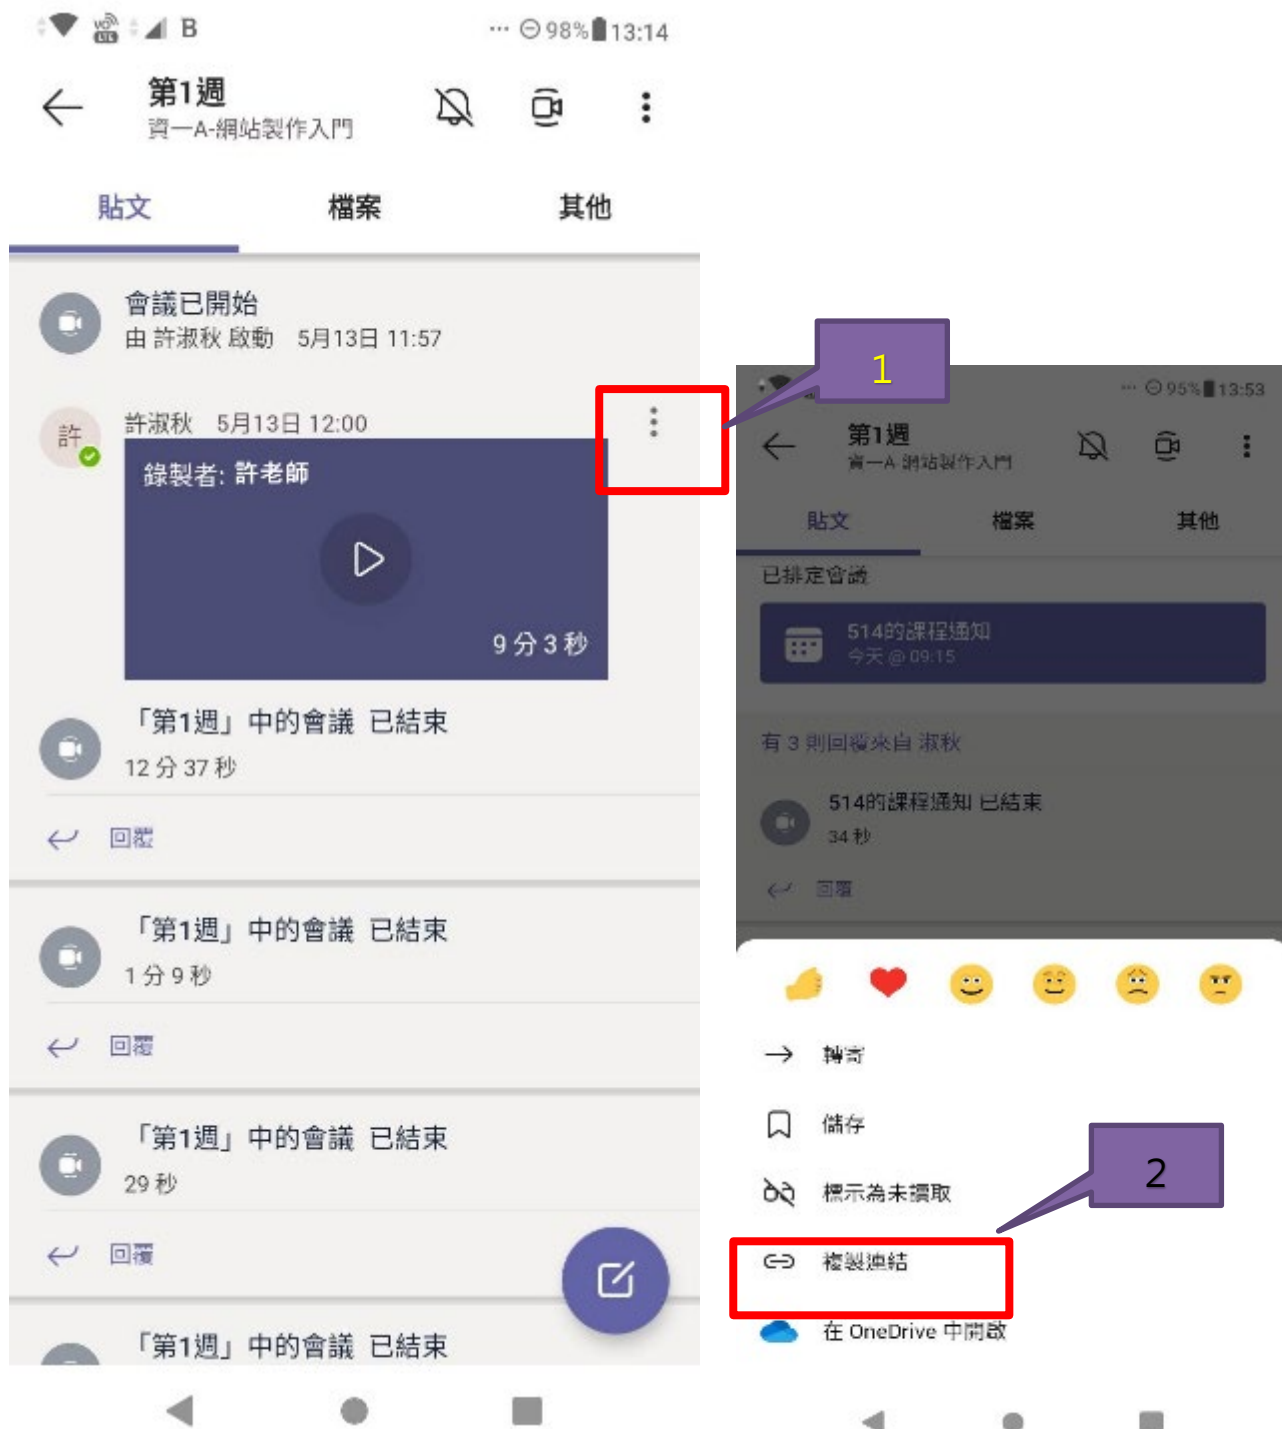 B
98% 13:14
第1週
資一A-網站製作入門
貼文 檔案 其他
會議已開始
由 許淑秋 啟動 5月13日 11:57
許
許淑秋 5月13日 12:00
錄製者: 許老師
9 分 3 秒
「第1週」中的會議 已結束
12 分 37 秒
回覆
「第1週」中的會議 已結束
1 分 9 秒
回覆
「第1週」中的會議 已結束
29 秒
回覆
「第1週」中的會議 已結束
1
95% 13:53
第1週
資一A-網站製作入門
貼文 檔案 其他
已排定會議
514的課程通知
今天 @ 09:15
有 3 則回覆來自 淑秋
514的課程通知 已結束
34 秒
回覆
轉寄
儲存
2
標示為未讀取
複製連結
在 OneDrive 中開啟